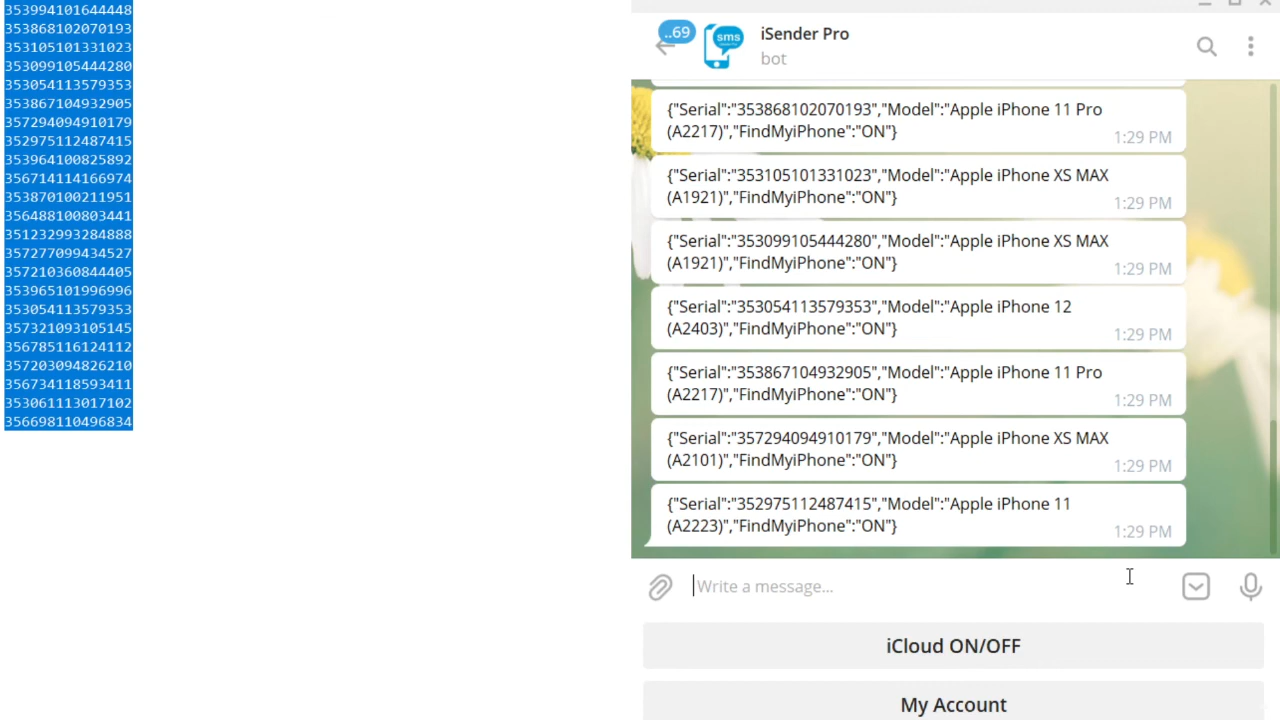 353994101644448
353868102070193
353105101331023
353099105444280
353054113579353
353867104932905
357294094910179
352975112487415
353964100825892
356714114166974
353870100211951
356488100803441
351232993284888
357277099434527
357210360844405
353965101996996
353054113579353
357321093105145
356785116124112
357203094826210
356734118593411
353061113017102
356698110496834
..69
sms
iSender Pro
bot
{"Serial":"353868102070193","Model":"Apple iPhone 11 Pro
(A2217)","FindMyiPhone":"ON"}
1:29 PM
{"Serial":"353105101331023","Model":"Apple iPhone XS MAX
(A1921)","FindMyiPhone":"ON"}
1:29 PM
{"Serial":"353099105444280","Model":"Apple iPhone XS MAX
(A1921)","FindMyiPhone":"ON"}
1:29 PM
{"Serial":"353054113579353","Model":"Apple iPhone 12
(A2403)","FindMyiPhone":"ON"}
1:29 PM
{"Serial":"353867104932905","Model":"Apple iPhone 11 Pro
(A2217)","FindMyiPhone":"ON"}
1:29 PM
{"Serial":"357294094910179","Model":"Apple iPhone XS MAX
(A2101)","FindMyiPhone":"ON"}
1:29 PM
{"Serial":"352975112487415","Model":"Apple iPhone 11
(A2223)","FindMyiPhone":"ON"}
1:29 PM
Write a message...
iCloud ON/OFF
My Account